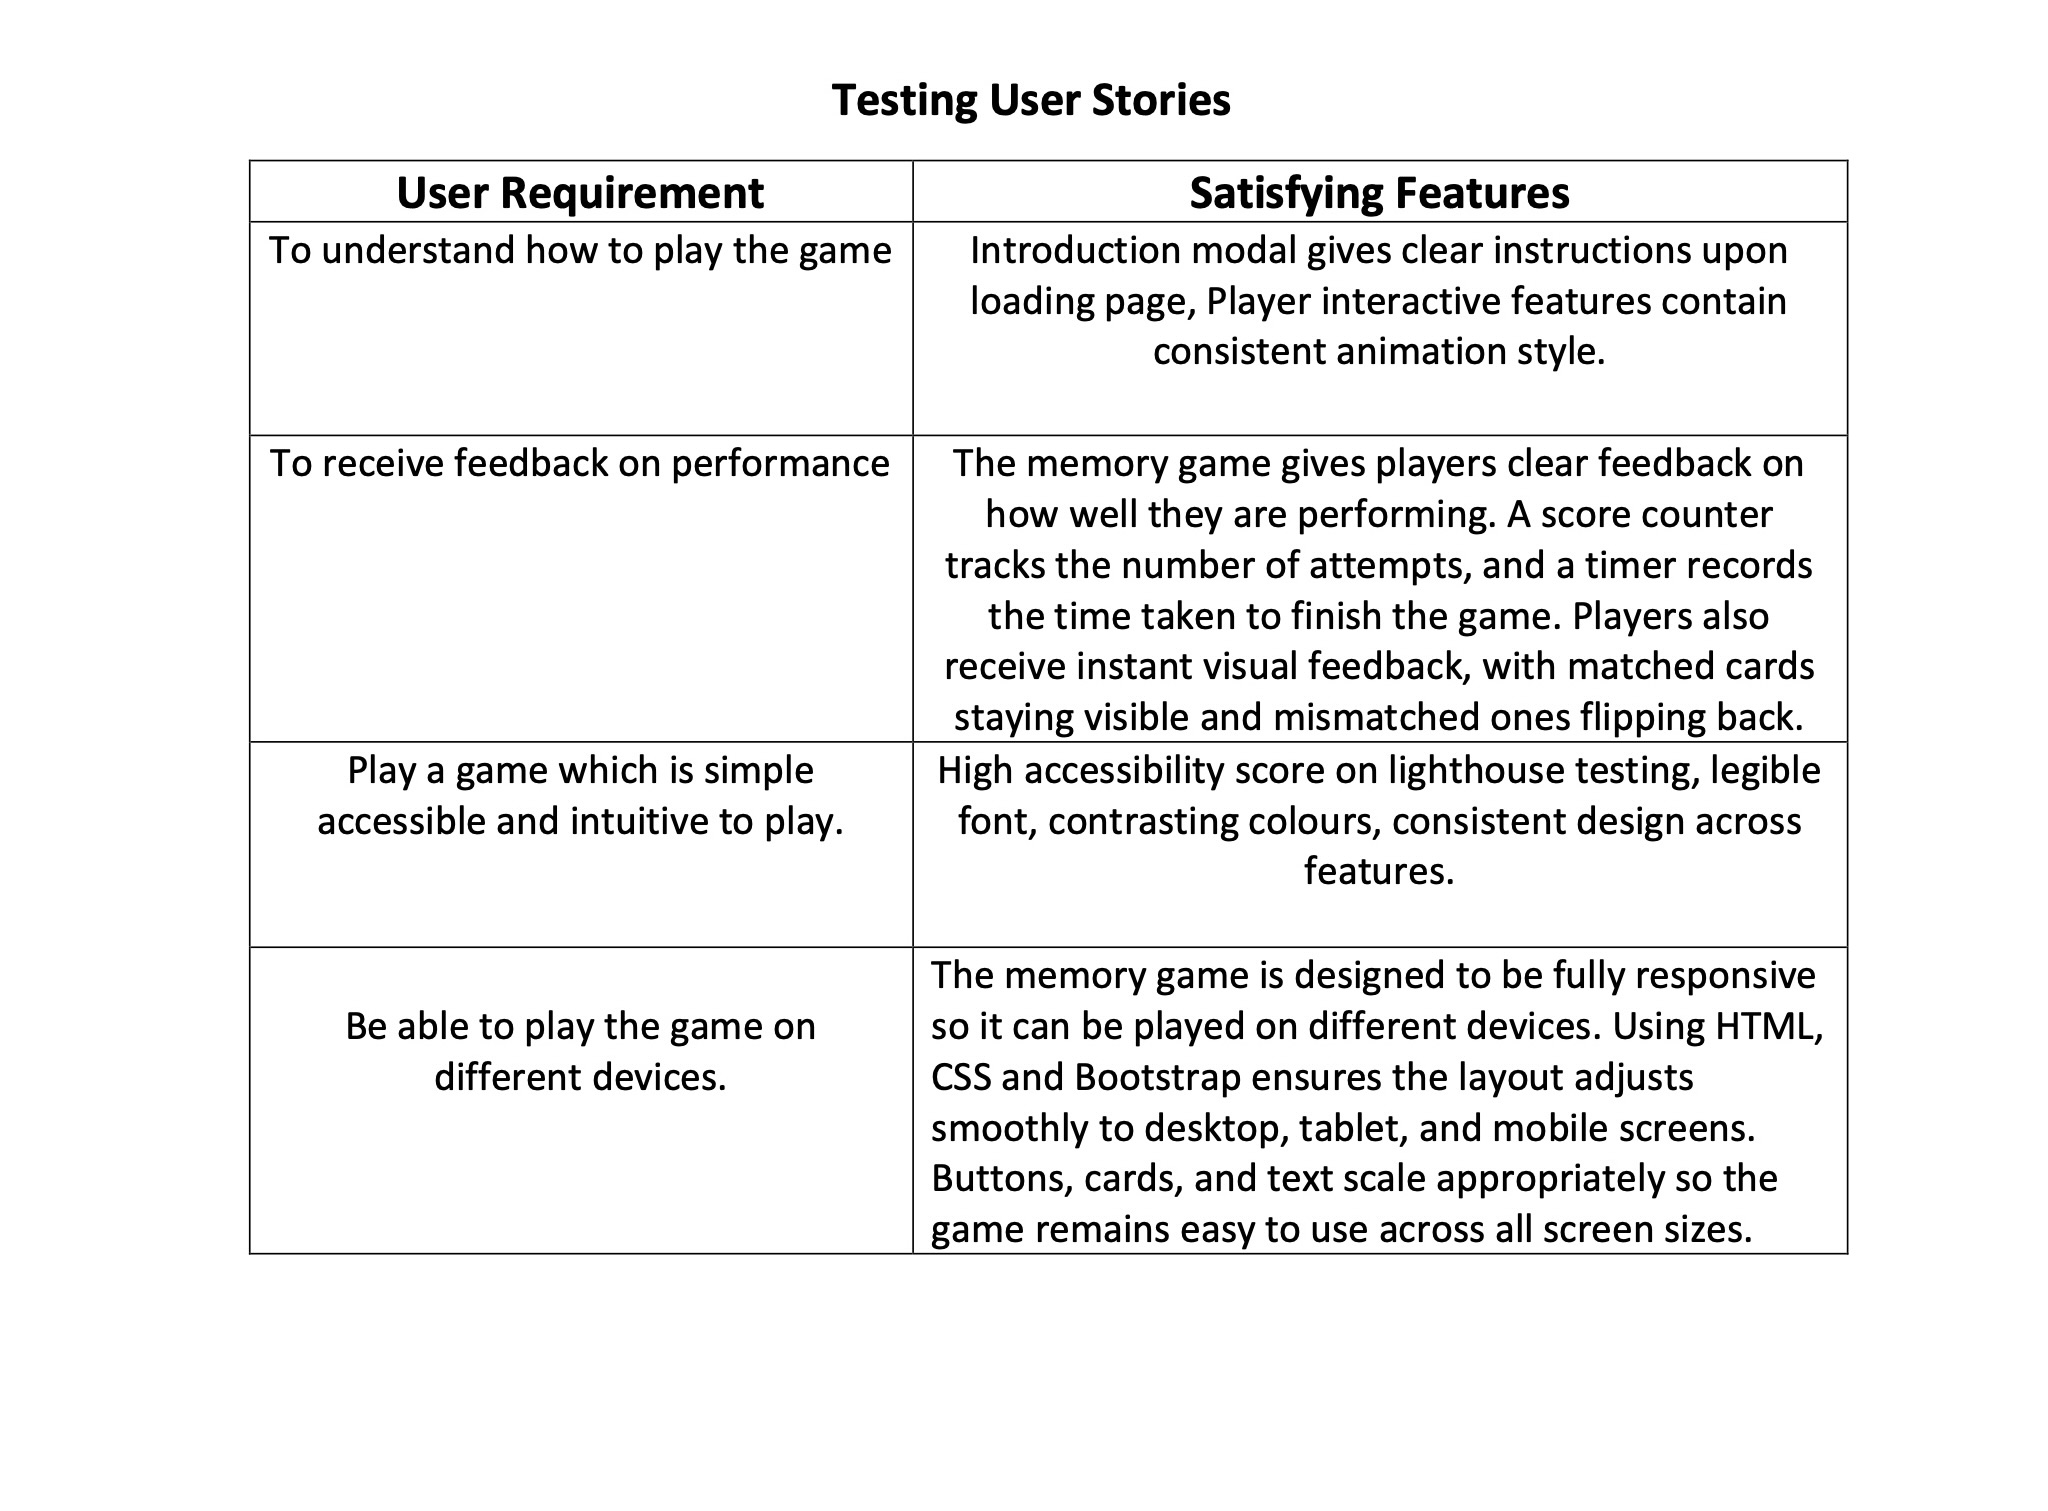 Testing User Stories
User Requirement
Satisfying Features
To understand how to play the game
Introduction modal gives clear instructions upon
loading page, Player interactive features contain
consistent animation style.
To receive feedback on performance
The memory game gives players clear feedback on
how well they are performing. A score counter
tracks the number of attempts, and a timer records
the time taken to finish the game. Players also
receive instant visual feedback, with matched cards
staying visible and mismatched ones flipping back.
Play a game which is simple
accessible and intuitive to play.
High accessibility score on lighthouse testing, legible
font, contrasting colours, consistent design across
features.
Be able to play the game on
different devices.
The memory game is designed to be fully responsive
so it can be played on different devices. Using HTML,
CSS and Bootstrap ensures the layout adjusts
smoothly to desktop, tablet, and mobile screens.
Buttons, cards, and text scale appropriately so the
game remains easy to use across all screen sizes.